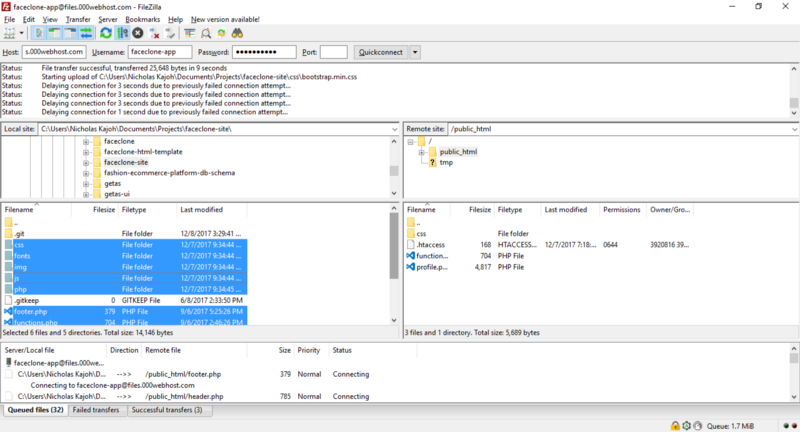 faceclone-app@files.000webhost.com - FileZilla
File Edit View Transfer Server Bookmarks Help New version available!
Host: s.000webhost.com Username: faceclone-app Password: •••••••••• Port: Quickconnect
Status: File transfer successful, transferred 25,648 bytes in 9 seconds
Status: Starting upload of C:\Users\Nicholas Kajoh\Documents\Projects\faceclone-site\css\bootstrap.min.css
Status: Delaying connection for 3 seconds due to previously failed connection attempt...
Status: Delaying connection for 3 seconds due to previously failed connection attempt...
Status: Delaying connection for 1 second due to previously failed connection attempt...
Local site: C:\Users\Nicholas Kajoh\Documents\Projects\faceclone-site\
faceclone
faceclone-html-template
faceclone-site
fashion-ecommerce-platform-db-schema
getas
getas-ui
Remote site: /public_html
/
public_html
? tmp
Filename Filesize Filetype Last modified
..
.git File folder 12/8/2017 3:29:41 ...
css File folder 12/7/2017 9:34:44 ...
fonts File folder 12/7/2017 9:34:44 ...
img File folder 12/7/2017 9:34:44 ...
js File folder 12/7/2017 9:34:44 ...
php File folder 12/7/2017 9:34:45 ...
.gitkeep 0 GITKEEP File 6/8/2017 2:33:50 PM
footer.php 379 PHP File 9/6/2017 5:25:26 PM
functions.php 704 PHP File 9/6/2017 2:46:26 PM
Selected 6 files and 5 directories. Total size: 14,146 bytes
Filename Filesize Filetype Last modified Permissions Owner/Gro...
..
css File folder
.htaccess 168 HTACCESS... 12/7/2017 7:18:... 0644 3920816 39...
function... 704 PHP File
profile.p... 4,817 PHP File
3 files and 1 directory. Total size: 5,689 bytes
Server/Local file Direction Remote file Size Priority Status
faceclone-app@files.000we...
C:\Users\Nicholas Kajoh\D... -->> /public_html/footer.php 379 Normal Connecting
Connecting to faceclone-app@files.000webhost.com
C:\Users\Nicholas Kajoh\D... -->> /public_html/header.php 785 Normal Connecting
Queued files (32) Failed transfers Successful transfers (3)
Queue: 1.7 MiB